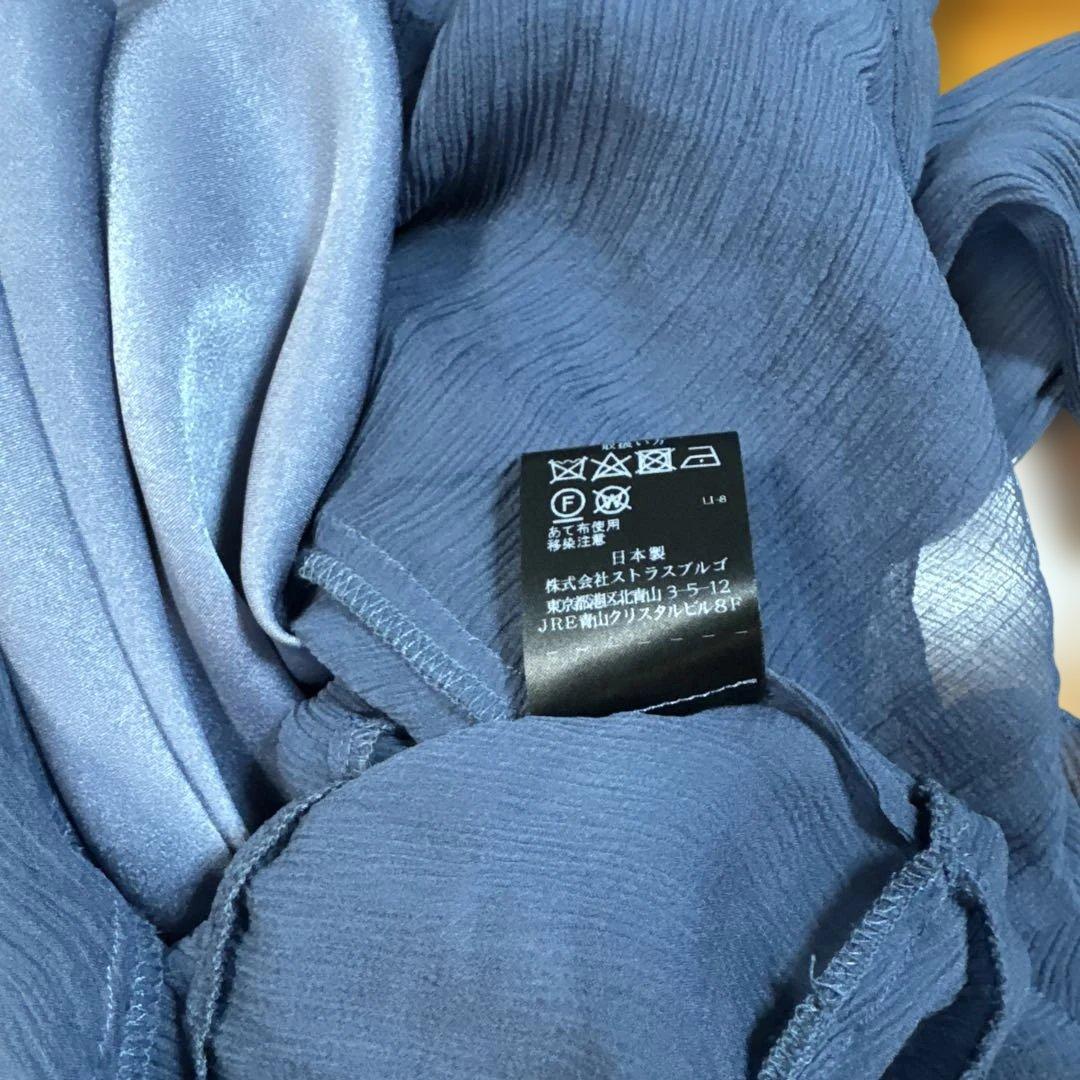 取扱い方
F W
L1-8
あて布使用
移染注意
日本製
株式会社ストラスブルゴ
東京都港区北青山3-5-12
JRE青山クリスタルビル8F